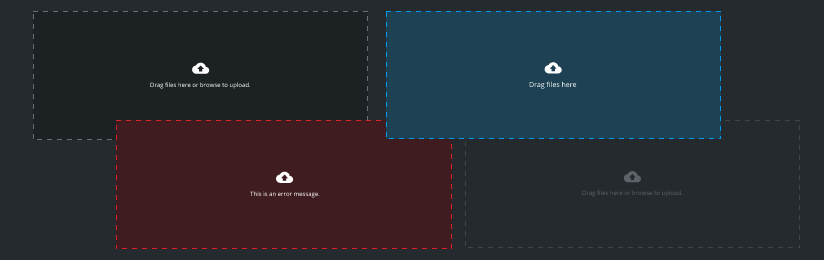 Drag files here or browse to upload.
Drag files here
This is an error message.
Drag files here or browse to upload.